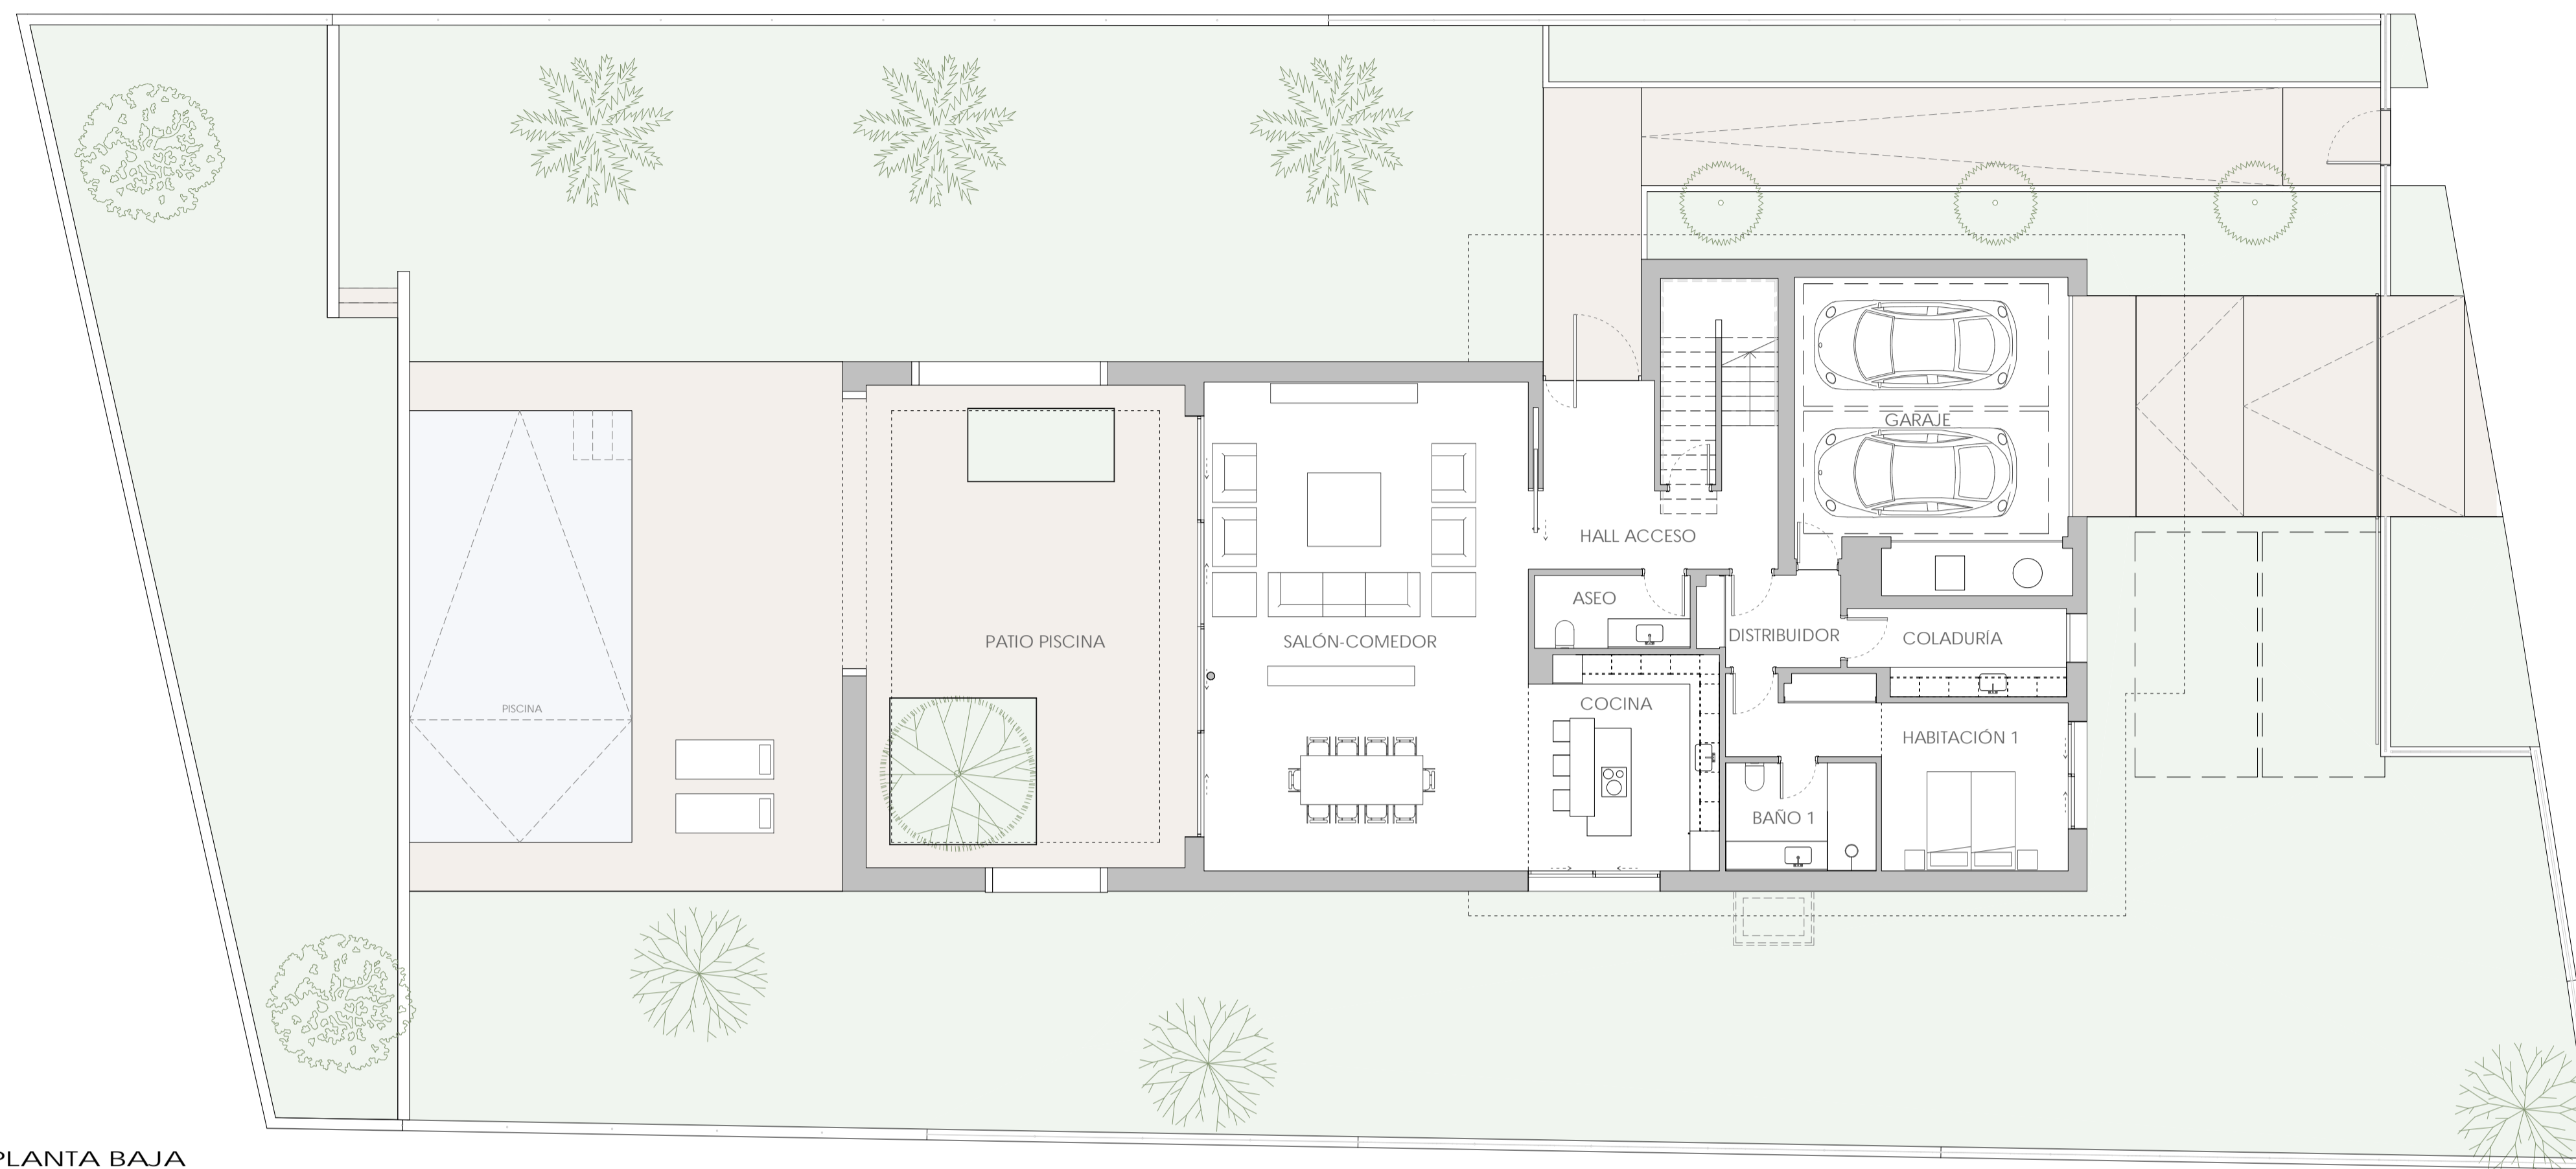 GARAJE
HALL ACCESO
ASEO
DISTRIBUIDOR
COLADURÍA
PATIO PISCINA
SALÓN-COMEDOR
PISCINA
COCINA
HABITACIÓN 1
BAÑO 1
PLANTA BAJA